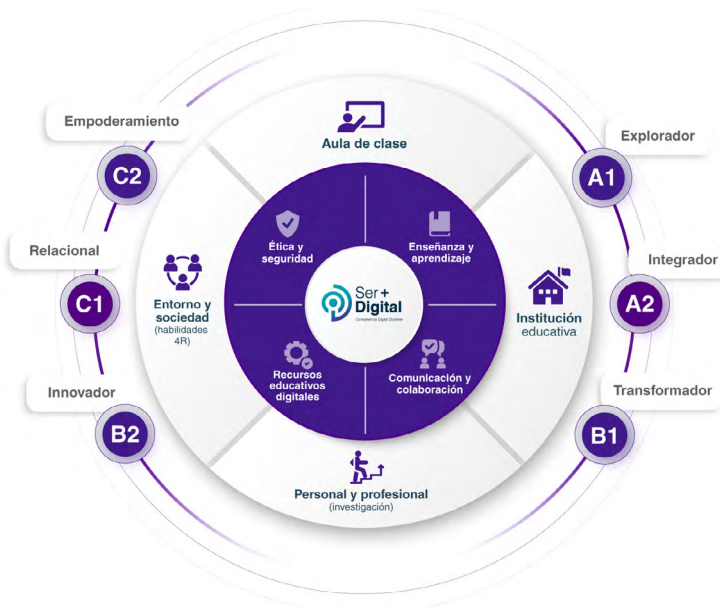 Empoderamiento
C2
Relacional
C1
Innovador
B2
Explorador
A1
Integrador
A2
Transformador
B1
Aula de clase
Entorno y
sociedad
(habilidades
4R)
Institución
educativa
Personal y profesional
(investigación)
Ética y
seguridad
Enseñanza y
aprendizaje
Recursos
educativos
digitales
Comunicación y
colaboración
Ser +
Digital